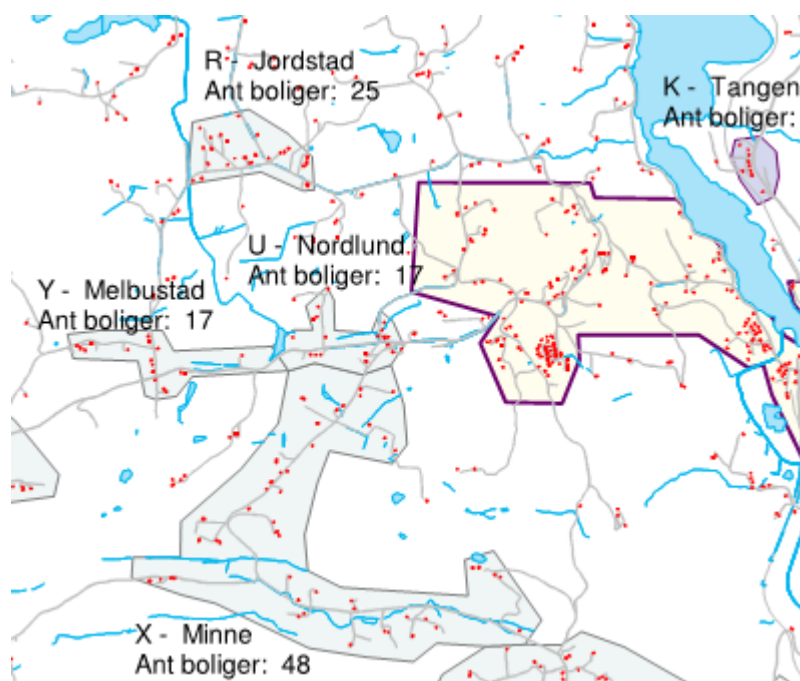 R - Jordstad
Ant boliger: 25
K - Tangen
Ant boliger:
U - Nordlund
Ant boliger: 17
Y - Melbustad
Ant boliger: 17
X - Minne
Ant boliger: 48